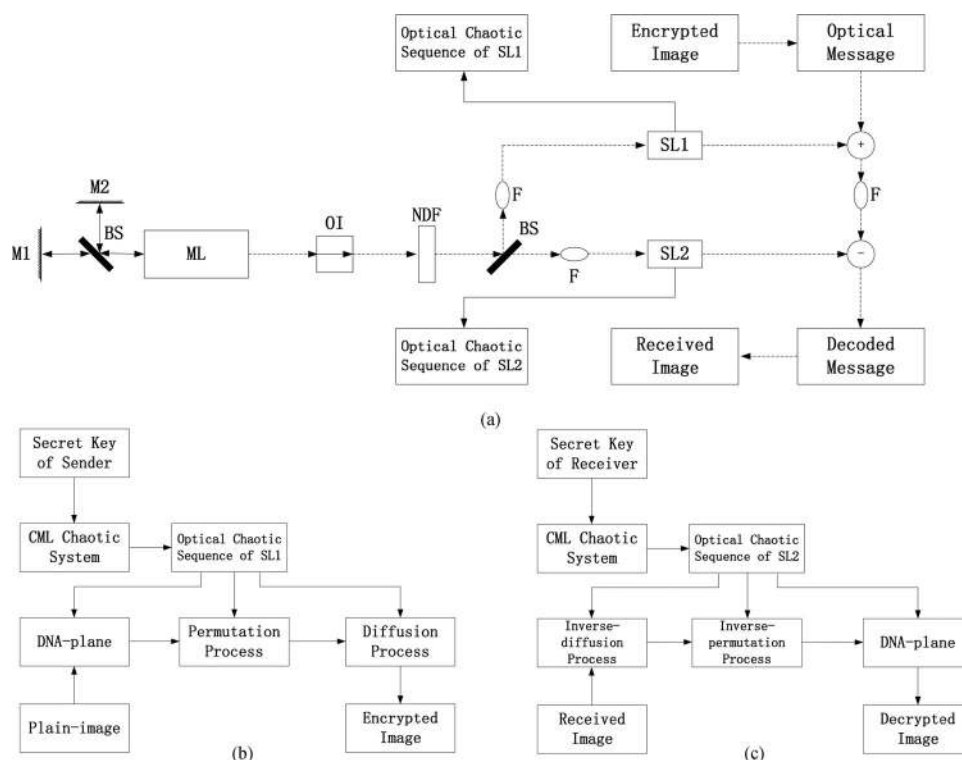 Optical Chaotic
Sequence of SL1
Encrypted
Image
Optical
Message
SL1
+
F
F
M2
M1
BS
ML
OI
NDF
BS
F
SL2
-
Optical Chaotic
Sequence of SL2
Received
Image
Decoded
Message
(a)
Secret Key
of Sender
CML Chaotic
System
Optical Chaotic
Sequence of SL1
DNA-plane
Permutation
Process
Diffusion
Process
Plain-image
Encrypted
Image
(b)
Secret Key
of Receiver
CML Chaotic
System
Optical Chaotic
Sequence of SL2
Inverse-
diffusion
Process
Inverse-
permutation
Process
DNA-plane
Received
Image
Decrypted
Image
(c)